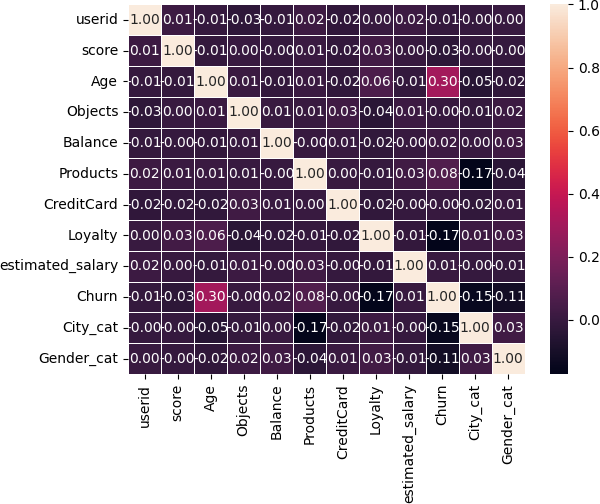 userid 1.00 0.01 -0.01 -0.03 -0.01 0.02 -0.02 0.00 0.02 -0.01 -0.00 0.00
score 0.01 1.00 -0.01 0.00 -0.00 0.01 -0.02 0.03 0.00 -0.03 -0.00 -0.00
Age -0.01 -0.01 1.00 0.01 -0.01 0.01 -0.02 0.06 -0.01 0.30 -0.05 -0.02
Objects -0.03 0.00 0.01 1.00 0.01 0.01 0.03 -0.04 0.01 -0.00 -0.01 0.02
Balance -0.01 -0.00 -0.01 0.01 1.00 -0.00 0.01 -0.02 -0.00 0.02 0.00 0.03
Products 0.02 0.01 0.01 0.01 -0.00 1.00 0.00 -0.01 0.03 0.08 -0.17 -0.04
CreditCard -0.02 -0.02 -0.02 0.03 0.01 0.00 1.00 -0.02 -0.00 -0.00 -0.02 0.01
Loyalty 0.00 0.03 0.06 -0.04 -0.02 -0.01 -0.02 1.00 -0.01 -0.17 0.01 0.03
estimated_salary 0.02 0.00 -0.01 0.01 -0.00 0.03 -0.00 -0.01 1.00 0.01 -0.00 -0.01
Churn -0.01 -0.03 0.30 -0.00 0.02 0.08 -0.00 -0.17 0.01 1.00 -0.15 -0.11
City_cat -0.00 -0.00 -0.05 -0.01 0.00 -0.17 -0.02 0.01 -0.00 -0.15 1.00 0.03
Gender_cat 0.00 -0.00 -0.02 0.02 0.03 -0.04 0.01 0.03 -0.01 -0.11 0.03 1.00
userid score Age Objects Balance Products CreditCard Loyalty estimated_salary Churn City_cat Gender_cat
1.0
0.8
0.6
0.4
0.2
0.0